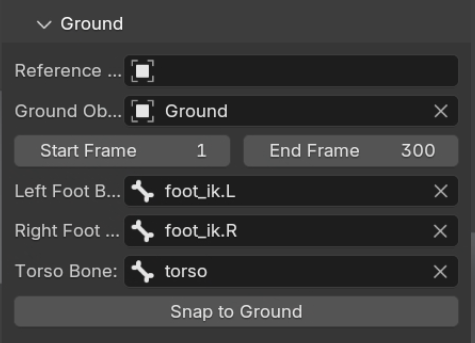 Ground
Reference ...
Ground Ob... Ground
Start Frame 1 End Frame 300
Left Foot B... foot_ik.L
Right Foot ... foot_ik.R
Torso Bone: torso
Snap to Ground